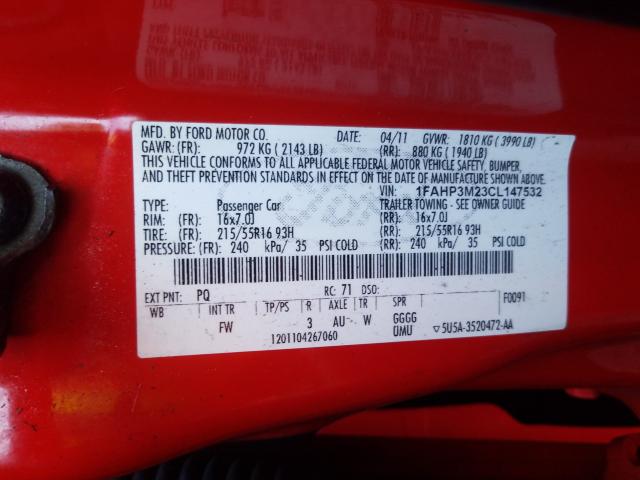 MFD. BY FORD MOTOR CO. DATE: 04/11 GVWR: 1810 KG ( 3990 LB)
GAWR: (FR): 972 KG ( 2143 LB) (RR): 880 KG ( 1940 LB)
THIS VEHICLE CONFORMS TO ALL APPLICABLE FEDERAL MOTOR VEHICLE SAFETY, BUMPER,
AND THEFT PREVENTION STANDARDS IN EFFECT ON THE DATE OF MANUFACTURE SHOWN ABOVE.
VIN: 1FAHP3M23CL147532
TYPE: Passenger Car TRAILER TOWING - SEE OWNER GUIDE
RIM: (FR) 16x7.0J (RR): 16x7.0J
TIRE: (FR) 215/55R16 93H (RR): 215/55R16 93H
PRESSURE: (FR) 240 kPa/ 35 PSI COLD (RR) 240 kPa/ 35 PSI COLD
EXT PNT: PQ RC: 71 DSO: F0091
WB INT TR TP/PS R AXLE TR SPR
FW 3 AU W GGGG
1201104267060 UMU ▽ 5U5A-3520472-AA